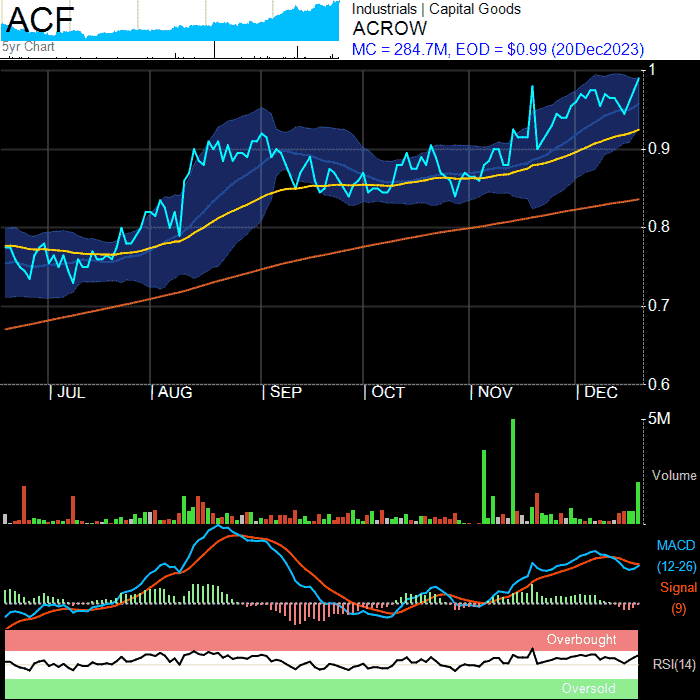 ACF
5yr Chart
Industrials | Capital Goods
ACROW
MC = 284.7M, EOD = $0.99 (20Dec2023)
1
0.9
0.8
0.7
0.6
| JUL | AUG | SEP | OCT | NOV | DEC
5M
Volume
MACD
(12-26)
Signal
(9)
Overbought
RSI(14)
Oversold